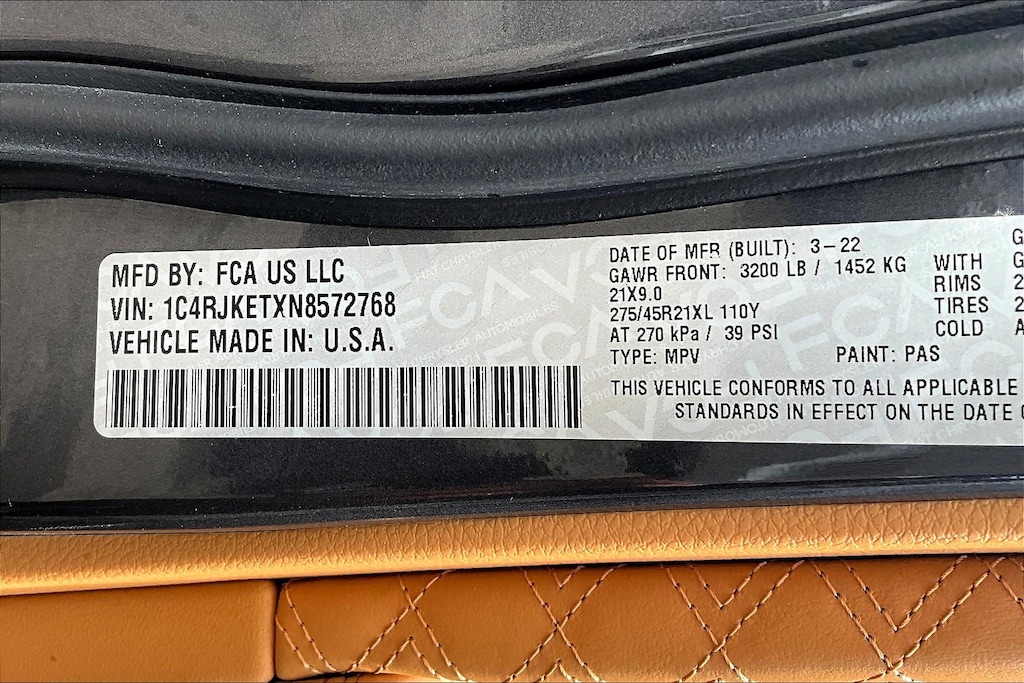 MFD BY: FCA US LLC
VIN: 1C4RJKETXN8572768
VEHICLE MADE IN: U.S.A.
DATE OF MFR (BUILT): 3-22
GAWR FRONT: 3200 LB / 1452 KG WITH G
21X9.0 RIMS 2
275/45R21XL 110Y TIRES 2
AT 270 kPa / 39 PSI COLD A
TYPE: MPV PAINT: PAS
THIS VEHICLE CONFORMS TO ALL APPLICABLE
STANDARDS IN EFFECT ON THE DATE